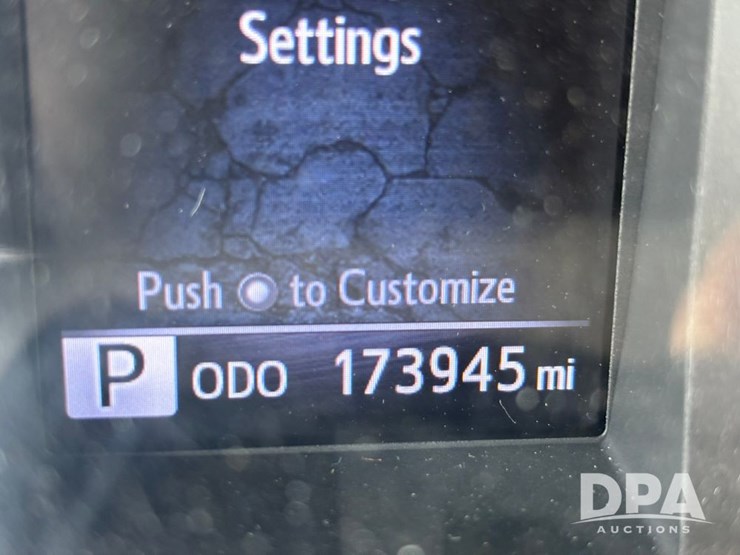 Settings
Push to Customize
P ODO 173945 mi
DPA
AUCTIONS